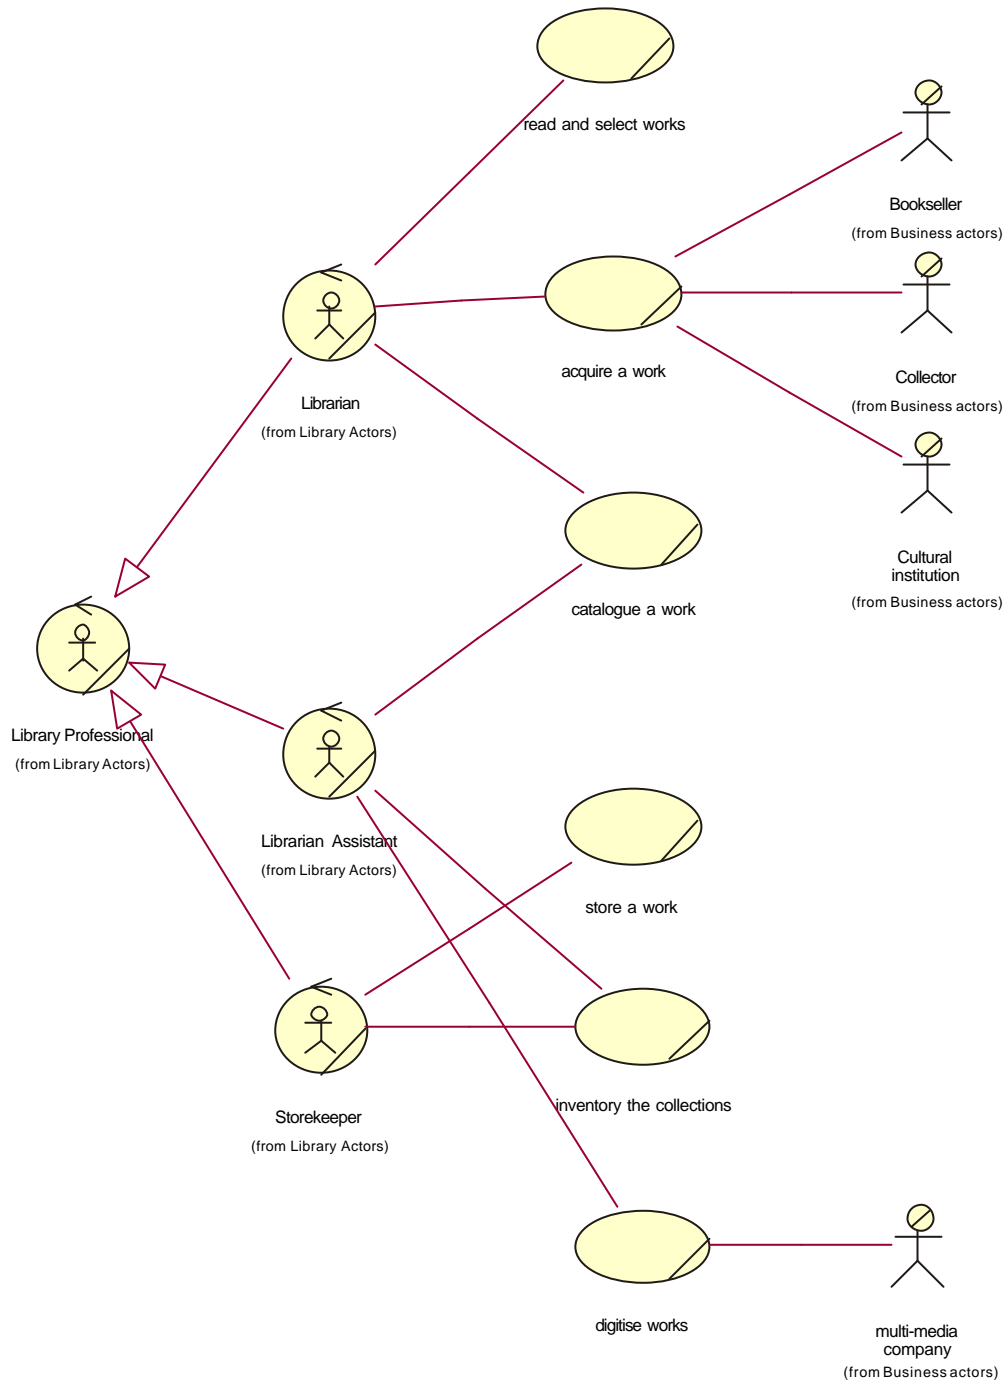 read and select works
Bookseller
(from Business actors)
Collector
(from Business actors)
acquire a work
Librarian
(from Library Actors)
Cultural
institution
(from Business actors)
catalogue a work
Library Professional
(from Library Actors)
Librarian Assistant
(from Library Actors)
store a work
Storekeeper
(from Library Actors)
inventory the collections
digitise works
multi-media
company
(from Business actors)